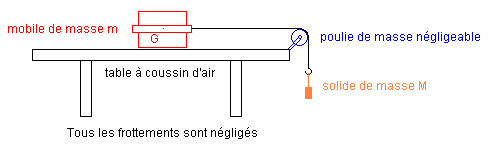 mobile de masse m
G
poulie de masse négligeable
table à coussin d'air
solide de masse M
Tous les frottements sont négligés